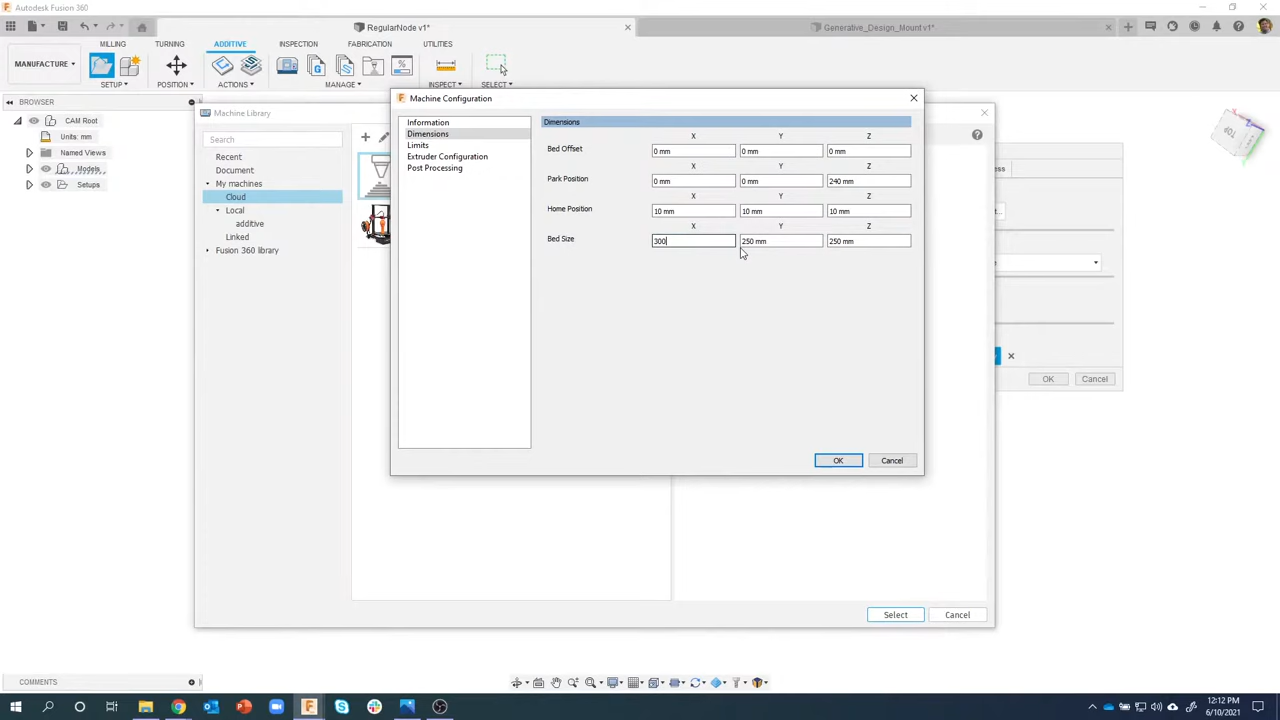 Autodesk Fusion 360
RegularNode v1*
Generative_Design_Mount v1*
MILLING TURNING ADDITIVE INSPECTION FABRICATION UTILITIES
MANUFACTURE
SETUP POSITION ACTIONS MANAGE INSPECT SELECT
BROWSER
CAM Root
Units: mm
Named Views
Models
Setups
Machine Library
Search
Recent
Document
My machines
Cloud
Local
additive
Linked
Fusion 360 library
Machine Configuration
Information
Dimensions
Limits
Extruder Configuration
Post Processing
Dimensions
X Y Z
Bed Offset 0 mm 0 mm 0 mm
X Y Z
Park Position 0 mm 0 mm 240 mm
X Y Z
Home Position 10 mm 10 mm 10 mm
X Y Z
Bed Size 300 250 mm 250 mm
OK Cancel
OK Cancel
Select Cancel
COMMENTS
12:12 PM
6/10/2021